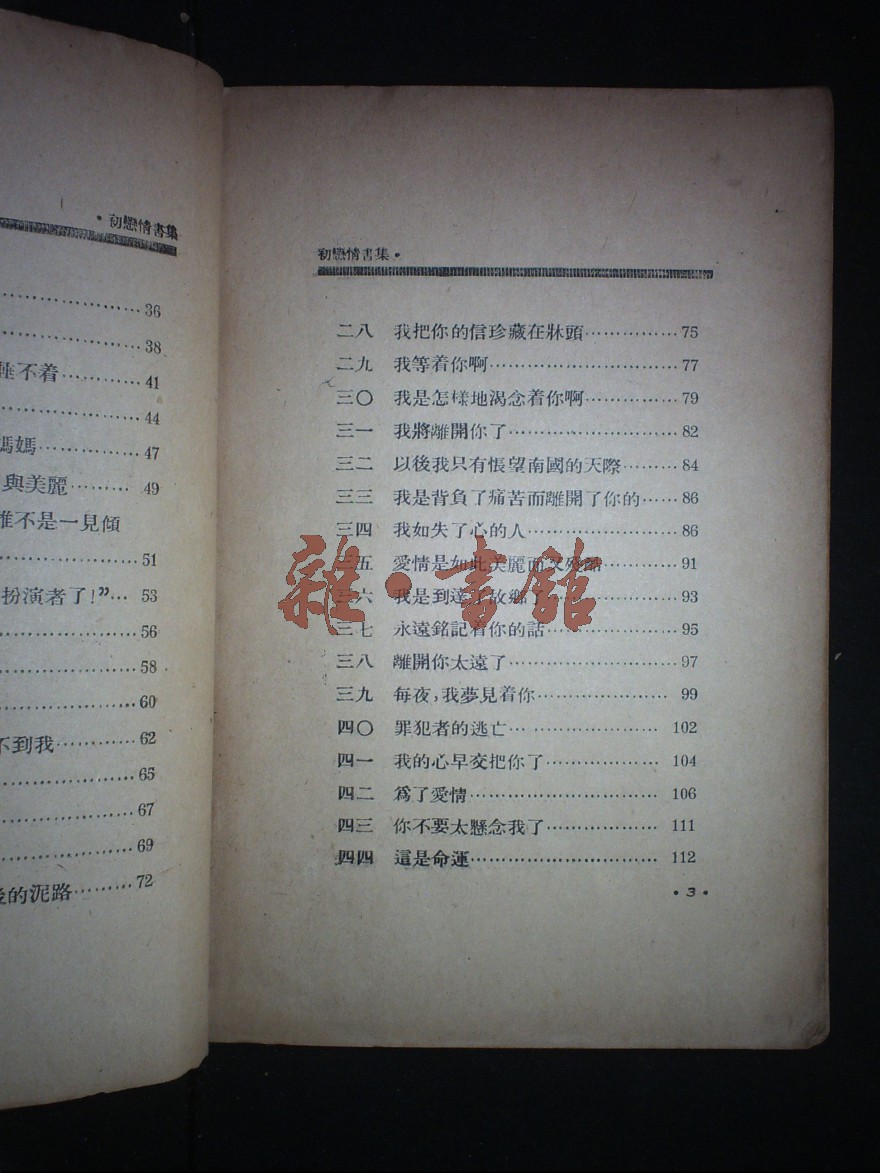 • 初戀情書集
36
38
不着 41
44
媽媽 47
與美麗 49
不是一見傾
51
扮演者了!” 53
56
58
60
不到我 62
65
67
69
的泥路 72
初戀情書集 •
二八 我把你的信珍藏在牀頭 75
二九 我等着你啊 77
三〇 我是怎樣地渴念着你啊 79
三一 我將離開你了 82
三二 以後我只有悵望南國的天際 84
三三 我是背負了痛苦而離開了你的 86
三四 我如失了心的人 86
三五 愛情是如此美麗而又殘酷 91
三六 我是到達了故鄉了 93
三七 永遠銘記着你的話 95
三八 離開你太遠了 97
三九 每夜，我夢見着你 99
四〇 罪犯者的逃亡 102
四一 我的心早交把你了 104
四二 爲了愛情 106
四三 你不要太懸念我了 111
四四 這是命運 112
• 3 •
雜·書館